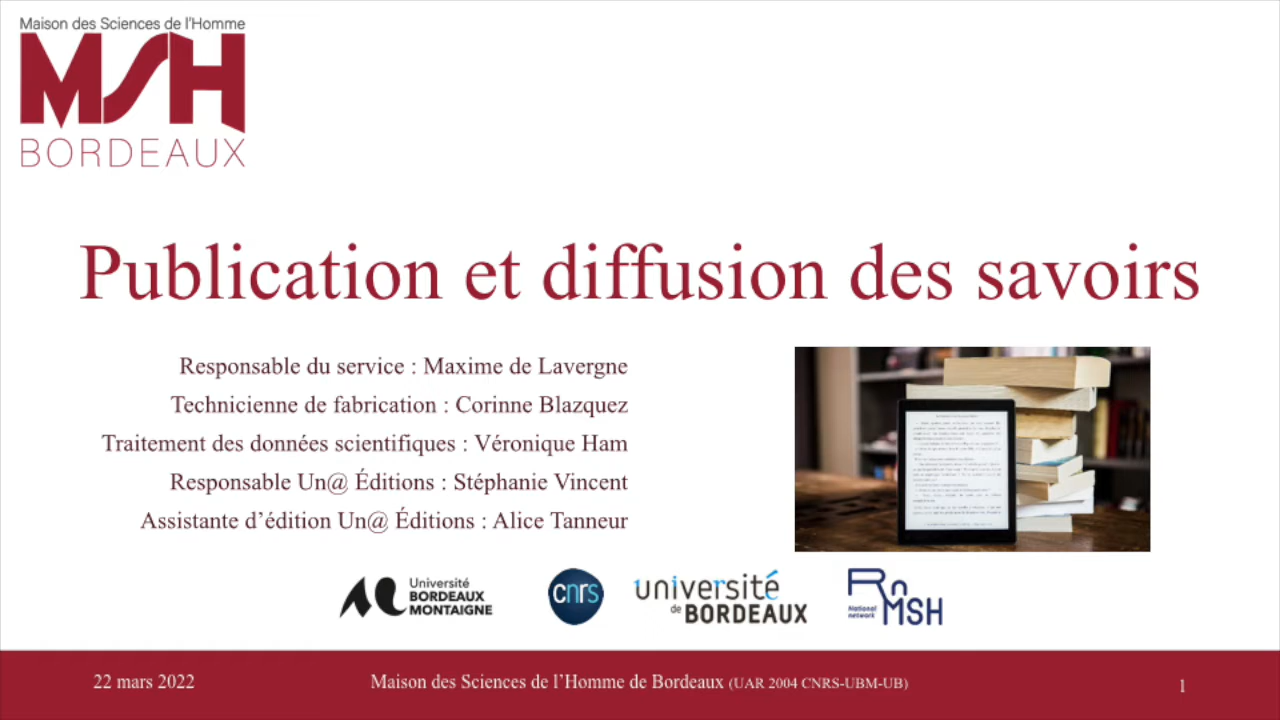 Maison des Sciences de l'Homme
MSH
BORDEAUX
Publication et diffusion des savoirs
Responsable du service : Maxime de Lavergne
Technicienne de fabrication : Corinne Blazquez
Traitement des données scientifiques : Véronique Ham
Responsable Un@ Éditions : Stéphanie Vincent
Assistante d’édition Un@ Éditions : Alice Tanneur
Université
BORDEAUX
MONTAIGNE
cnrs
université
de BORDEAUX
Rn
National
network
MSH
22 mars 2022
Maison des Sciences de l’Homme de Bordeaux (UAR 2004 CNRS-UBM-UB)
1